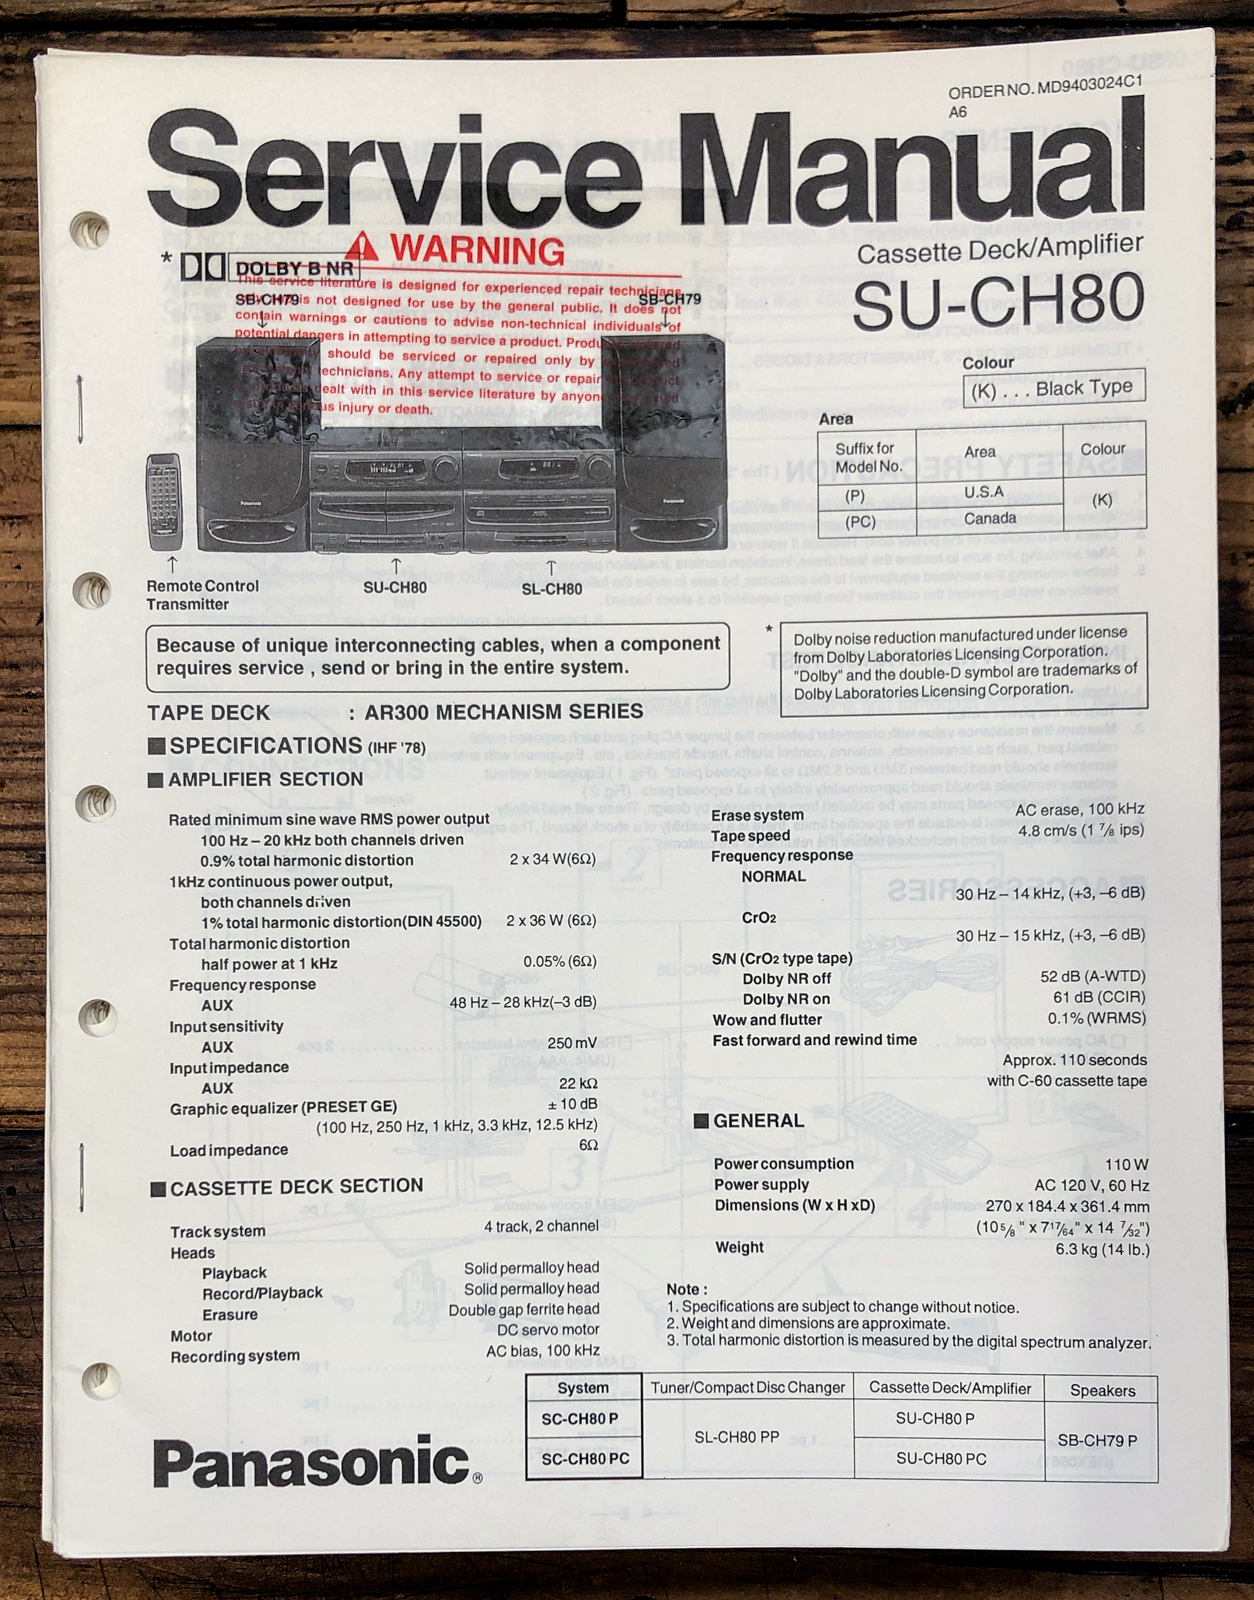 ORDER NO. MD9403024C1
A6
Service Manual
WARNING
This service literature is designed for experienced repair technicians
is not designed for use by the general public. It does not
contain warnings or cautions to advise non-technical individuals of
potential dangers in attempting to service a product.
should be serviced or repaired only by
technicians. Any attempt to service or repair
dealt with in this service literature by anyone
injury or death.
* DOLBY B NR
SB-CH79
SB-CH79
Cassette Deck/Amplifier
SU-CH80
Colour
(K) . . . Black Type
Area
Suffix for Model No. Area Colour
(P) U.S.A (K)
(PC) Canada
Panasonic
Panasonic
Remote Control
Transmitter
SU-CH80
SL-CH80
Because of unique interconnecting cables, when a component
requires service , send or bring in the entire system.
* Dolby noise reduction manufactured under license
from Dolby Laboratories Licensing Corporation.
"Dolby" and the double-D symbol are trademarks of
Dolby Laboratories Licensing Corporation.
TAPE DECK : AR300 MECHANISM SERIES
■ SPECIFICATIONS (IHF '78)
■ AMPLIFIER SECTION
Rated minimum sine wave RMS power output
100 Hz – 20 kHz both channels driven
0.9% total harmonic distortion 2 x 34 W(6Ω)
1kHz continuous power output,
both channels driven
1% total harmonic distortion(DIN 45500) 2 x 36 W (6Ω)
Total harmonic distortion
half power at 1 kHz 0.05% (6Ω)
Frequency response
AUX 48 Hz – 28 kHz(–3 dB)
Input sensitivity
AUX 250 mV
Input impedance
AUX 22 kΩ
Graphic equalizer (PRESET GE) ± 10 dB
(100 Hz, 250 Hz, 1 kHz, 3.3 kHz, 12.5 kHz)
Load impedance 6Ω
■ CASSETTE DECK SECTION
Track system 4 track, 2 channel
Heads
Playback Solid permalloy head
Record/Playback Solid permalloy head
Erasure Double gap ferrite head
Motor DC servo motor
Recording system AC bias, 100 kHz
Erase system AC erase, 100 kHz
Tape speed 4.8 cm/s (1 7/8 ips)
Frequency response
NORMAL
30 Hz – 14 kHz, (+3, –6 dB)
CrO2
30 Hz – 15 kHz, (+3, –6 dB)
S/N (CrO2 type tape)
Dolby NR off 52 dB (A-WTD)
Dolby NR on 61 dB (CCIR)
Wow and flutter 0.1% (WRMS)
Fast forward and rewind time
Approx. 110 seconds
with C-60 cassette tape
■ GENERAL
Power consumption 110 W
Power supply AC 120 V, 60 Hz
Dimensions (W x H xD) 270 x 184.4 x 361.4 mm
(10 5/8 " x 7 17/64" x 14 7/32")
Weight 6.3 kg (14 lb.)
Note :
1. Specifications are subject to change without notice.
2. Weight and dimensions are approximate.
3. Total harmonic distortion is measured by the digital spectrum analyzer.
System Tuner/Compact Disc Changer Cassette Deck/Amplifier Speakers
SC-CH80 P SL-CH80 PP SU-CH80 P SB-CH79 P
SC-CH80 PC SU-CH80 PC
Panasonic®